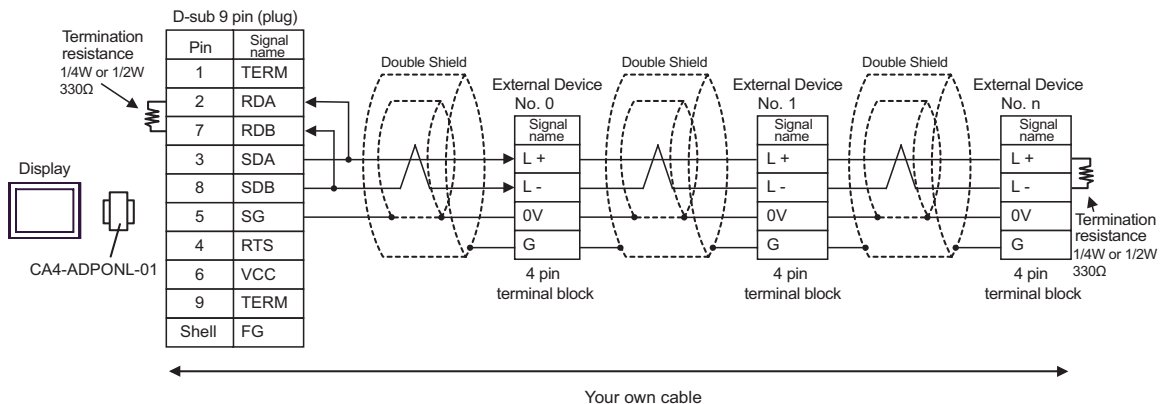 D-sub 9 pin (plug)
Termination
resistance
1/4W or 1/2W
330Ω
Pin Signal name
1 TERM
2 RDA
7 RDB
3 SDA
8 SDB
5 SG
4 RTS
6 VCC
9 TERM
Shell FG
Display
CA4-ADPONL-01
Double Shield
External Device
No. 0
Signal
name
L +
L -
0V
G
4 pin
terminal block
Double Shield
External Device
No. 1
Signal
name
L +
L -
0V
G
4 pin
terminal block
Double Shield
External Device
No. n
Signal
name
L +
L -
0V
G
4 pin
terminal block
Termination
resistance
1/4W or 1/2W
330Ω
Your own cable